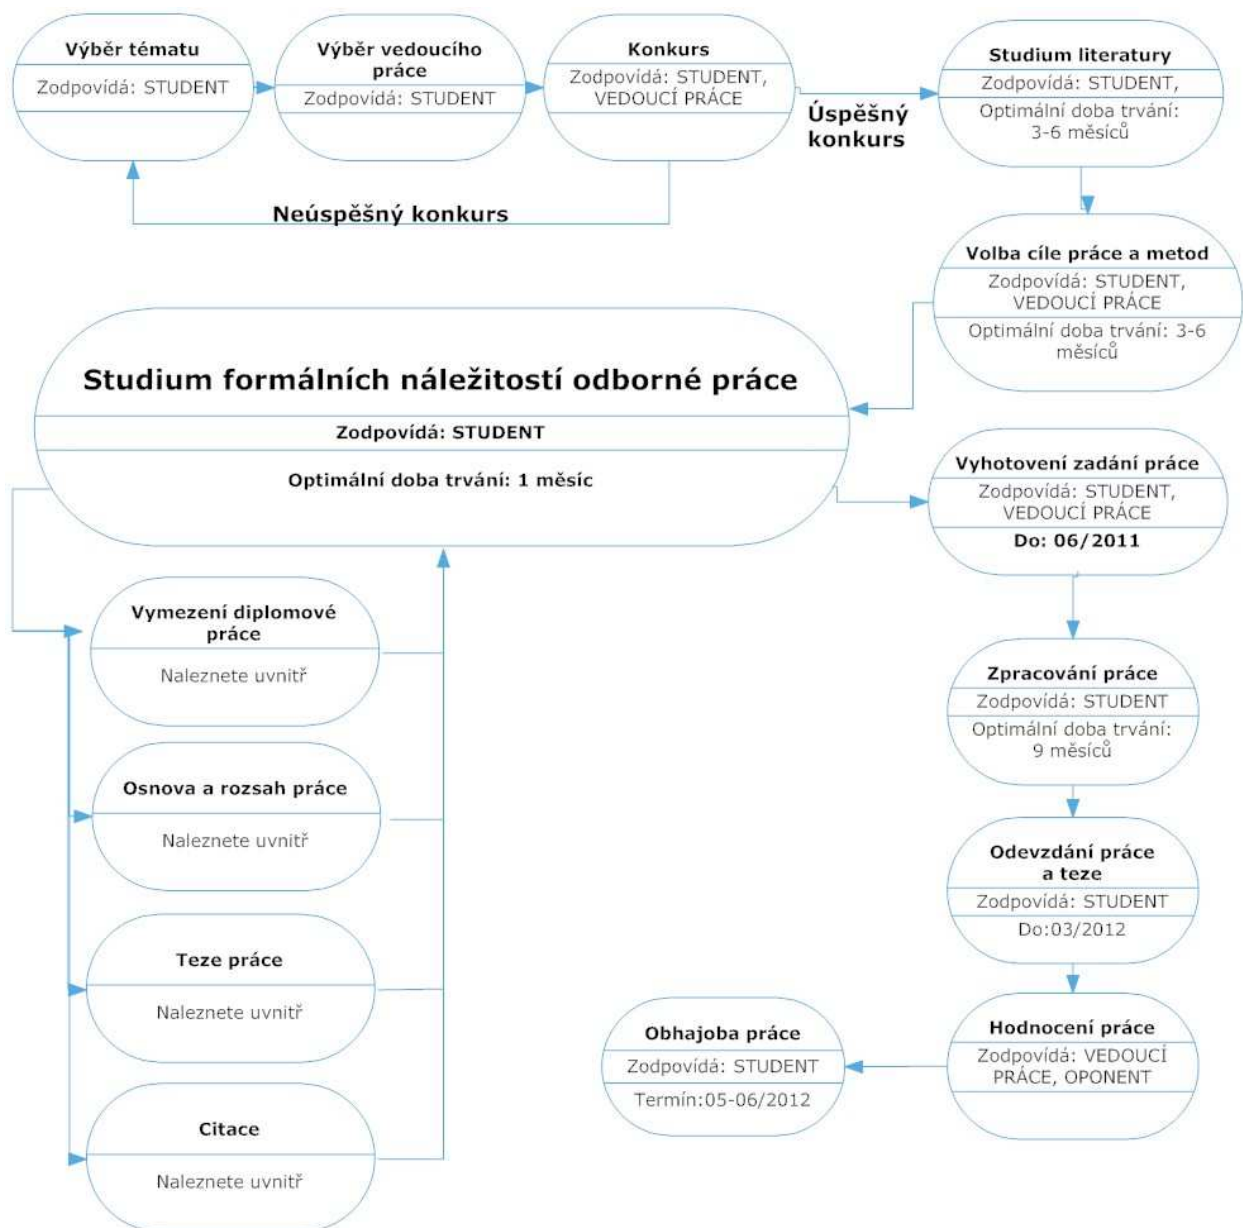 Výběr tématu
Zodpovídá: STUDENT
Výběr vedoucího
práce
Zodpovídá: STUDENT
Konkurs
Zodpovídá: STUDENT,
VEDOUCÍ PRÁCE
Úspěšný
konkurs
Studium literatury
Zodpovídá: STUDENT,
Optimální doba trvání:
3-6 měsíců
Neúspěšný konkurs
Volba cíle práce a metod
Zodpovídá: STUDENT,
VEDOUCÍ PRÁCE
Optimální doba trvání: 3-6
měsíců
Studium formálních náležitostí odborné práce
Zodpovídá: STUDENT
Optimální doba trvání: 1 měsíc
Vyhotovení zadání práce
Zodpovídá: STUDENT,
VEDOUCÍ PRÁCE
Do: 06/2011
Vymezení diplomové
práce
Naleznete uvnitř
Osnova a rozsah práce
Naleznete uvnitř
Teze práce
Naleznete uvnitř
Citace
Naleznete uvnitř
Zpracování práce
Zodpovídá: STUDENT
Optimální doba trvání:
9 měsíců
Odevzdání práce
a teze
Zodpovídá: STUDENT
Do:03/2012
Hodnocení práce
Zodpovídá: VEDOUCÍ
PRÁCE, OPONENT
Obhajoba práce
Zodpovídá: STUDENT
Termín:05-06/2012